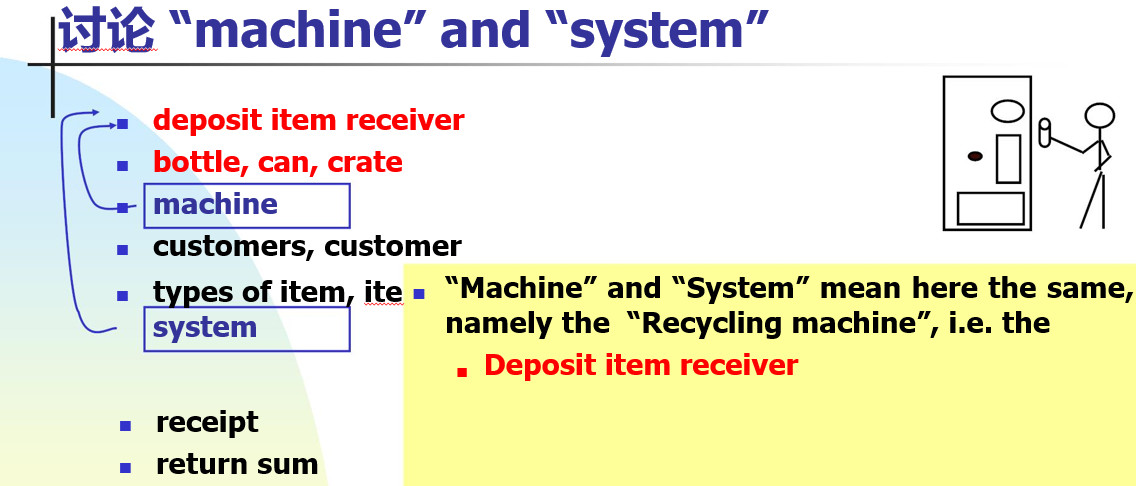 讨论 “machine” and “system”
deposit item receiver
bottle, can, crate
machine
customers, customer
types of item, ite
system
receipt
return sum
“Machine” and “System” mean here the same,
namely the “Recycling machine”, i.e. the
Deposit item receiver